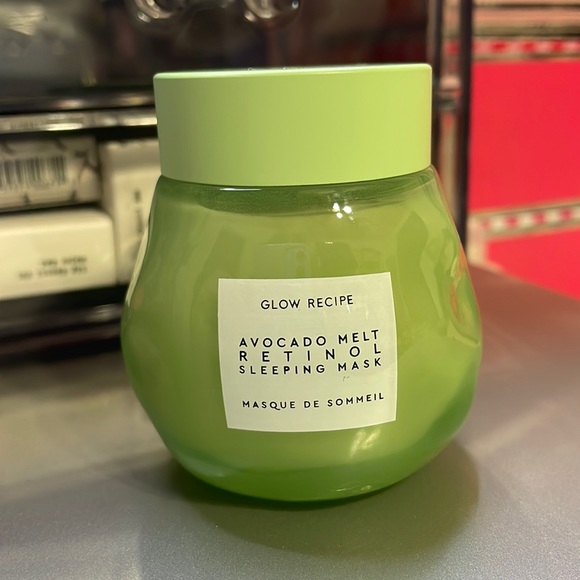 GLOW RECIPE
AVOCADO MELT
RETINOL
SLEEPING MASK
MASQUE DE SOMMEIL